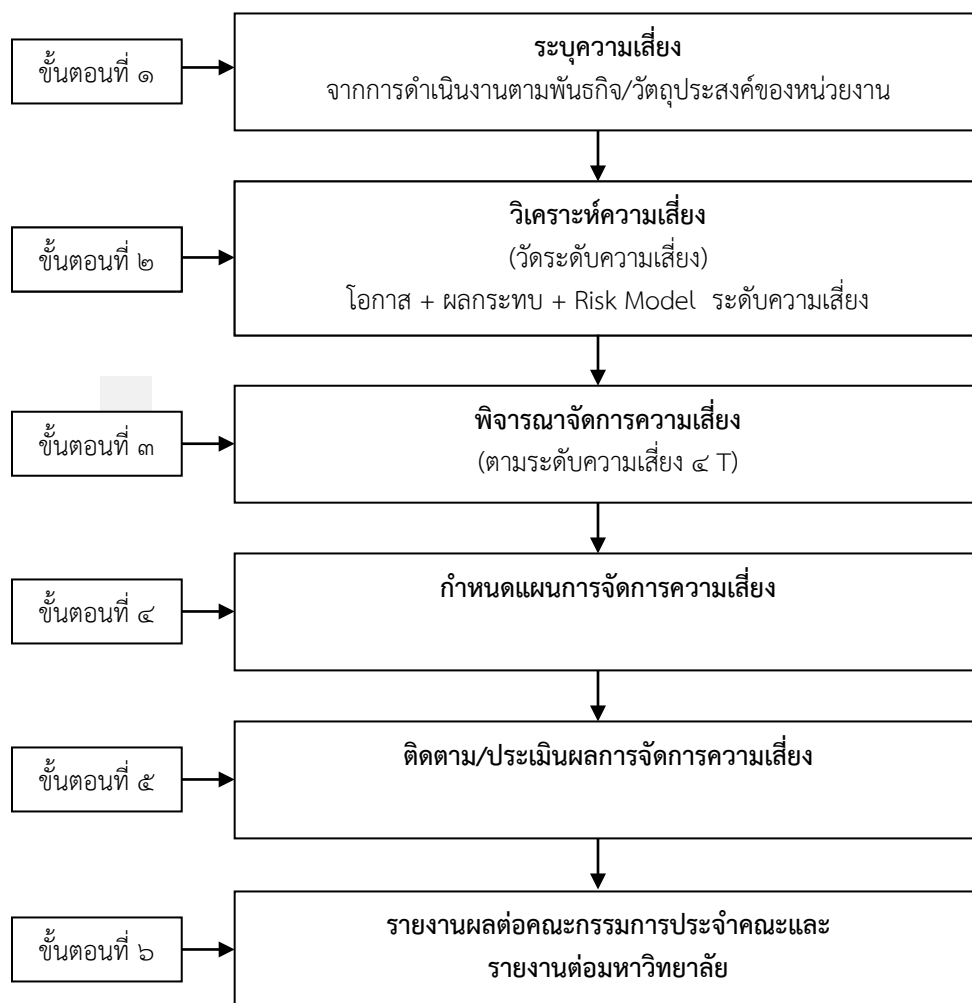 ขั้นตอนที่ ๑
ระบุความเสี่ยง
จากการดำเนินงานตามพันธกิจ/วัตถุประสงค์ของหน่วยงาน
ขั้นตอนที่ ๒
วิเคราะห์ความเสี่ยง
(วัดระดับความเสี่ยง)
โอกาส + ผลกระทบ + Risk Model ระดับความเสี่ยง
ขั้นตอนที่ ๓
พิจารณาจัดการความเสี่ยง
(ตามระดับความเสี่ยง ๔ T)
ขั้นตอนที่ ๔
กำหนดแผนการจัดการความเสี่ยง
ขั้นตอนที่ ๕
ติดตาม/ประเมินผลการจัดการความเสี่ยง
ขั้นตอนที่ ๖
รายงานผลต่อคณะกรรมการประจำคณะและ
รายงานต่อมหาวิทยาลัย